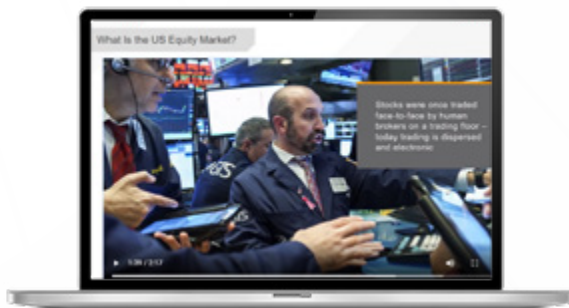 What Is the US Equity Market?
Stocks were once traded
face-to-face by human
brokers on a trading floor –
today trading is dispersed
and electronic